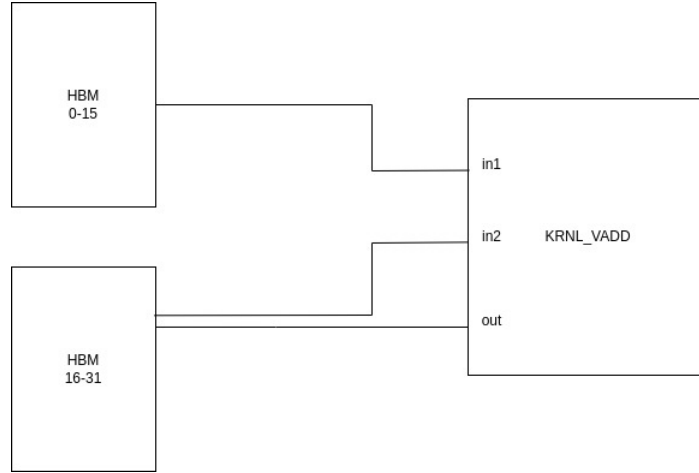 HBM
0-15
in1
in2
KRNL_VADD
out
HBM
16-31